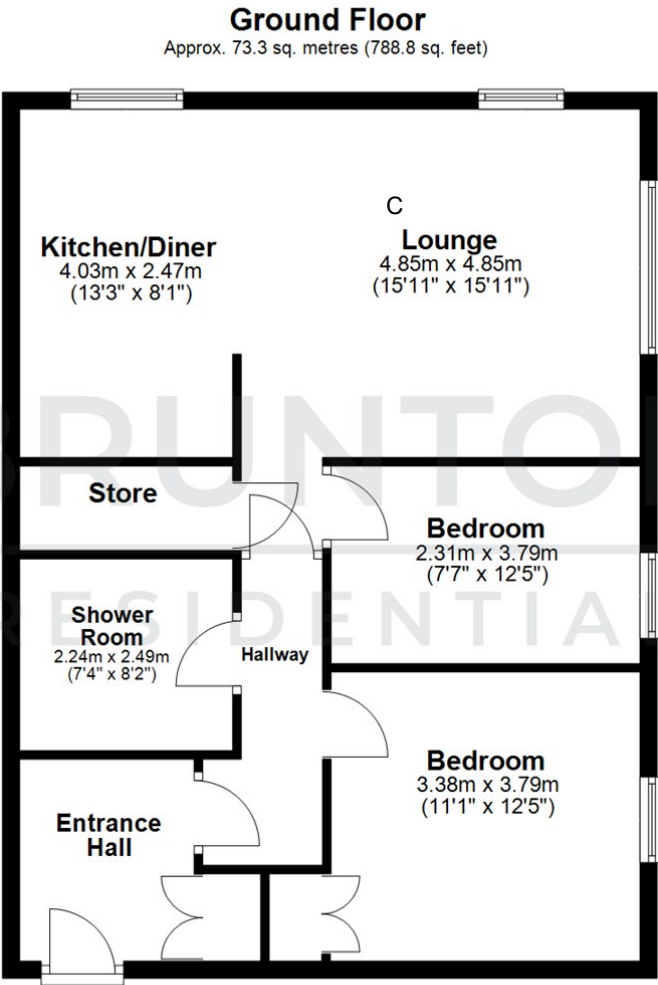 Ground Floor
Approx. 73.3 sq. metres (788.8 sq. feet)
C
Kitchen/Diner
4.03m x 2.47m
(13'3" x 8'1")
Lounge
4.85m x 4.85m
(15'11" x 15'11")
BRUNTON
Store
Bedroom
2.31m x 3.79m
(7'7" x 12'5")
RESIDENTIAL
Shower
Room
2.24m x 2.49m
(7'4" x 8'2")
Hallway
Bedroom
3.38m x 3.79m
(11'1" x 12'5")
Entrance
Hall